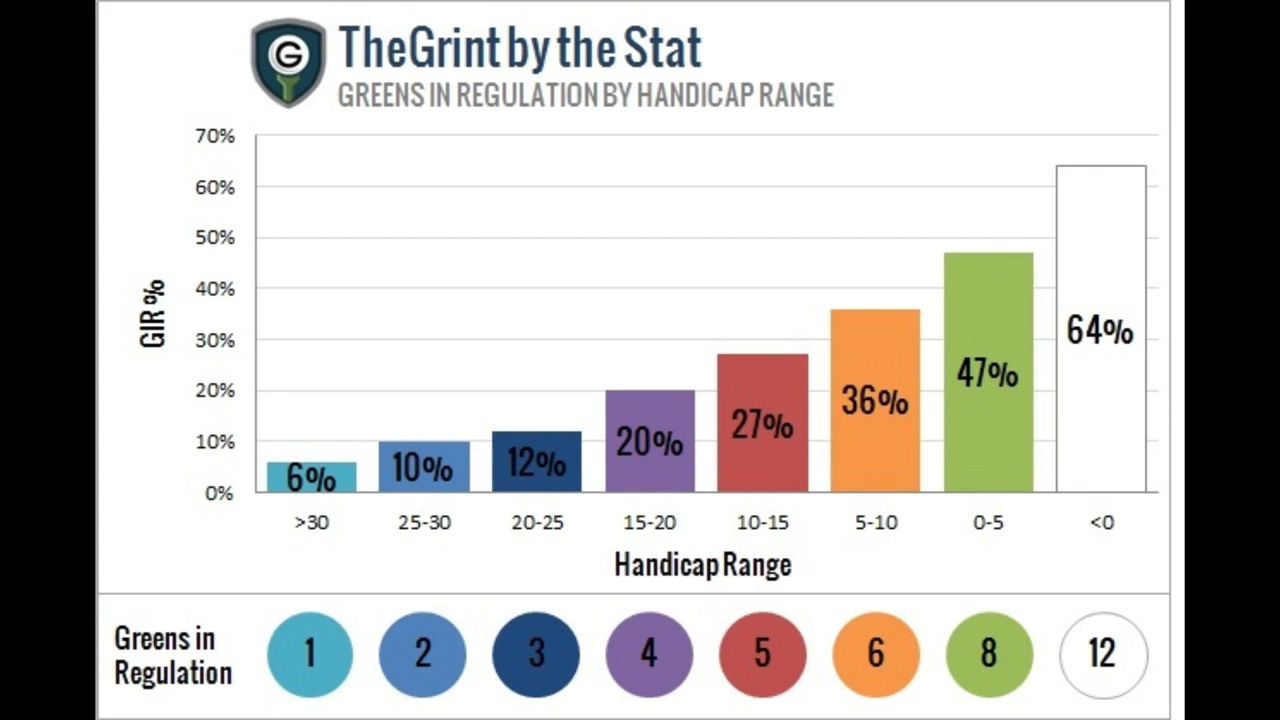 G
TheGrint by the Stat
GREENS IN REGULATION BY HANDICAP RANGE
70%
60%
50%
40%
30%
20%
10%
0%
GIR %
6%
10%
12%
20%
27%
36%
47%
64%
>30 25-30 20-25 15-20 10-15 5-10 0-5 <0
Handicap Range
Greens in
Regulation
1 2 3 4 5 6 8 12